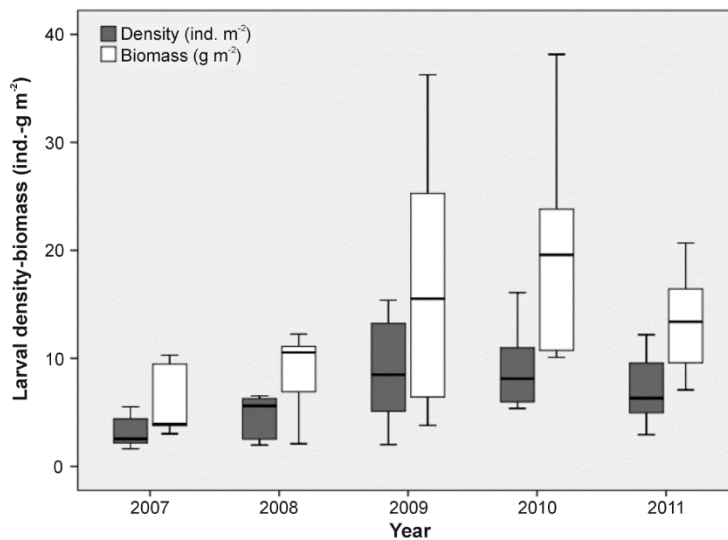 Density (ind. m⁻²)
Biomass (g m⁻²)
Larval density-biomass (ind.-g m⁻²)
40
30
20
10
0
2007 2008 2009 2010 2011
Year